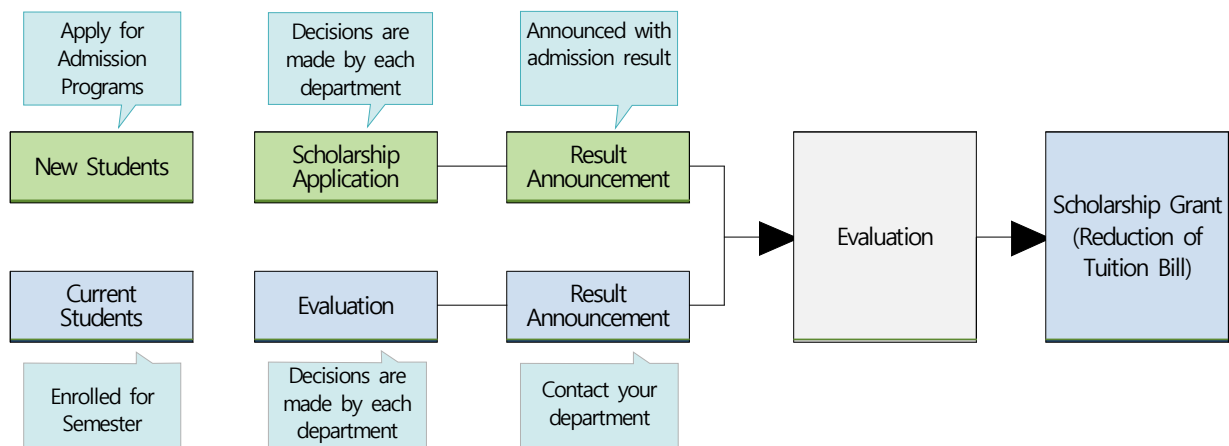 Apply for
Admission
Programs
Decisions are
made by each
department
Announced with
admission result
New Students
Scholarship
Application
Result
Announcement
Evaluation
Scholarship Grant
(Reduction of
Tuition Bill)
Current
Students
Evaluation
Result
Announcement
Enrolled for
Semester
Decisions are
made by each
department
Contact your
department